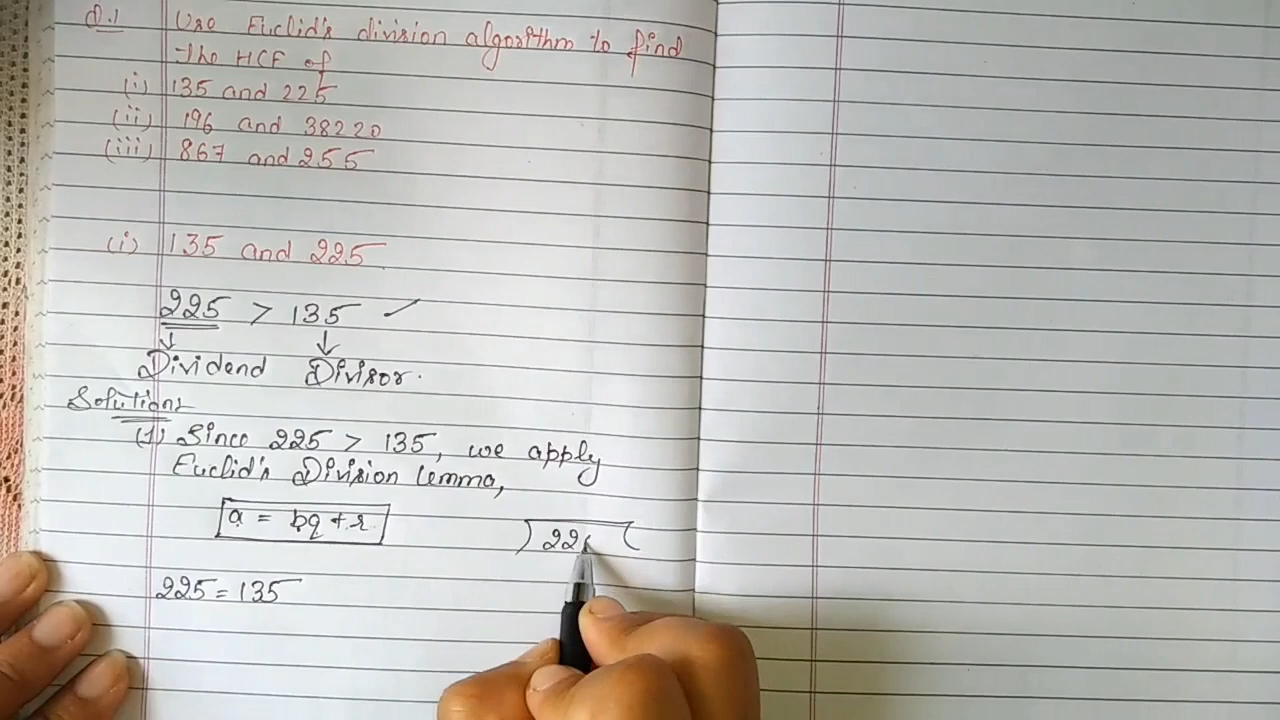 Q.1 Use Euclid's division algorithm to find
The HCF of
(i) 135 and 225
(ii) 196 and 38220
(iii) 867 and 255
(i) 135 and 225
225 > 135 ✓
↓ ↓
Dividend Divisor.
Solution:
(1) Since 225 > 135, we apply
Euclid's Division lemma,
a = bq + r
225 = 135
) 22 (